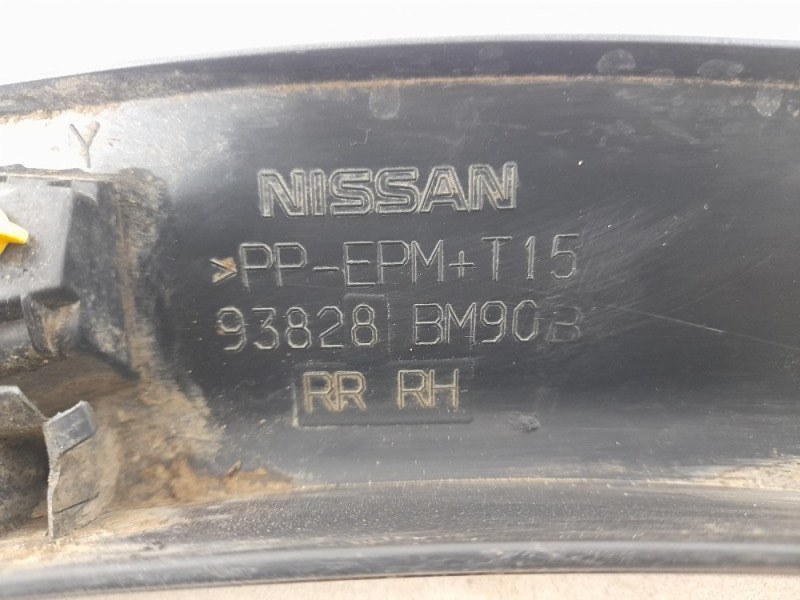 Y
NISSAN
>PP-EPM+T15
93828 BM90B
RR RH